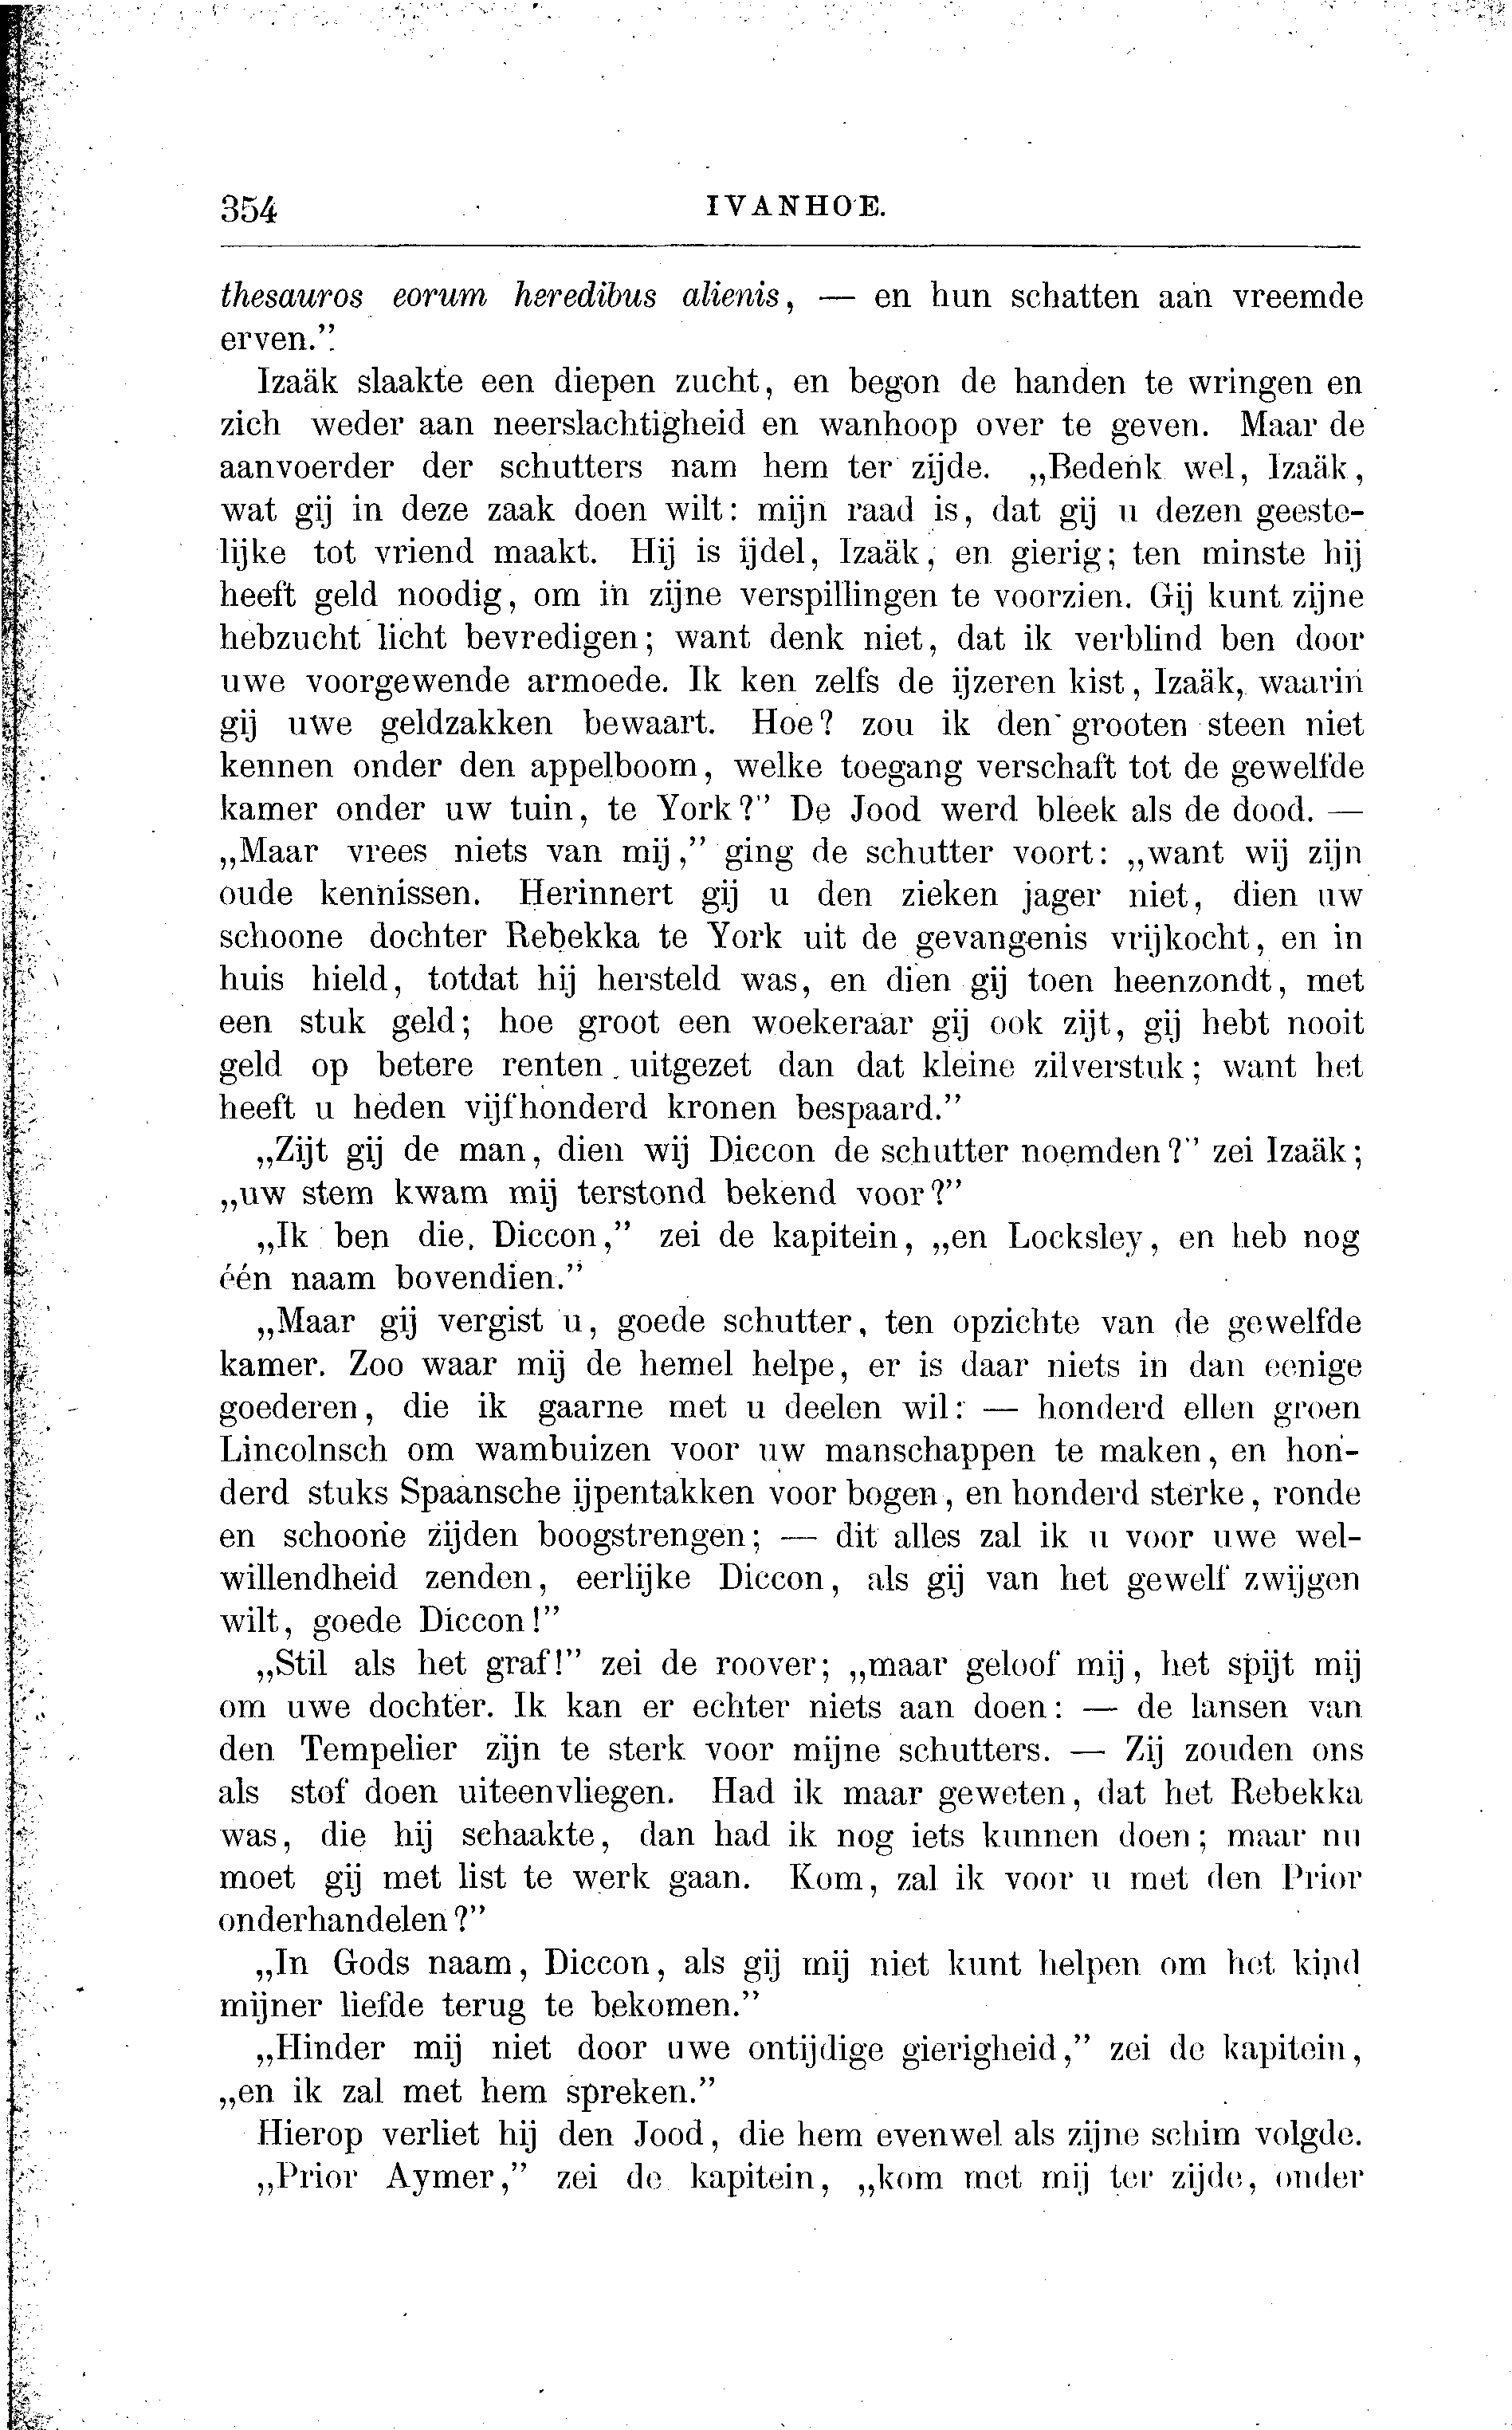 354 IVANHOE.
thesauros eorum heredibus alienis, — en hun schatten aan vreemde
erven.”
Izaäk slaakte een diepen zucht, en begon de handen te wringen en
zich weder aan neerslachtigheid en wanhoop over te geven. Maar de
aanvoerder der schutters nam hem ter zijde. „Bedenk wel, Izaäk,
wat gij in deze zaak doen wilt: mijn raad is, dat gij u dezen geeste-
lijke tot vriend maakt. Hij is ijdel, Izaäk, en gierig; ten minste hij
heeft geld noodig, om in zijne verspillingen te voorzien. Gij kunt zijne
hebzucht licht bevredigen; want denk niet, dat ik verblind ben door
uwe voorgewende armoede. Ik ken zelfs de ijzeren kist, Izaäk, waarin
gij uwe geldzakken bewaart. Hoe? zou ik den grooten steen niet
kennen onder den appelboom, welke toegang verschaft tot de gewelfde
kamer onder uw tuin, te York?” De Jood werd bleek als de dood. —
„Maar vrees niets van mij,” ging de schutter voort: „want wij zijn
oude kennissen. Herinnert gij u den zieken jager niet, dien uw
schoone dochter Rebekka te York uit de gevangenis vrijkocht, en in
huis hield, totdat hij hersteld was, en dien gij toen heenzondt, met
een stuk geld; hoe groot een woekeraar gij ook zijt, gij hebt nooit
geld op betere renten uitgezet dan dat kleine zilverstuk; want het
heeft u heden vijfhonderd kronen bespaard.”
„Zijt gij de man, dien wij Diccon de schutter noemden?” zei Izaäk;
„uw stem kwam mij terstond bekend voor?”
„Ik ben die, Diccon,” zei de kapitein, „en Locksley, en heb nog
één naam bovendien.”
„Maar gij vergist u, goede schutter, ten opzichte van de gewelfde
kamer. Zoo waar mij de hemel helpe, er is daar niets in dan eenige
goederen, die ik gaarne met u deelen wil: — honderd ellen groen
Lincolnsch om wambuizen voor uw manschappen te maken, en hon-
derd stuks Spaansche ijpentakken voor bogen, en honderd sterke, ronde
en schoone zijden boogstrengen; — dit alles zal ik u voor uwe wel-
willendheid zenden, eerlijke Diccon, als gij van het gewelf zwijgen
wilt, goede Diccon!”
„Stil als het graf!” zei de roover; „maar geloof mij, het spijt mij
om uwe dochter. Ik kan er echter niets aan doen: — de lansen van
den Tempelier zijn te sterk voor mijne schutters. — Zij zouden ons
als stof doen uiteenvliegen. Had ik maar geweten, dat het Rebekka
was, die hij schaakte, dan had ik nog iets kunnen doen; maar nu
moet gij met list te werk gaan. Kom, zal ik voor u met den Prior
onderhandelen?”
„In Gods naam, Diccon, als gij mij niet kunt helpen om het kind
mijner liefde terug te bekomen.”
„Hinder mij niet door uwe ontijdige gierigheid,” zei de kapitein,
„en ik zal met hem spreken.”
Hierop verliet hij den Jood, die hem evenwel als zijne schim volgde.
„Prior Aymer,” zei de kapitein, „kom met mij ter zijde, onder